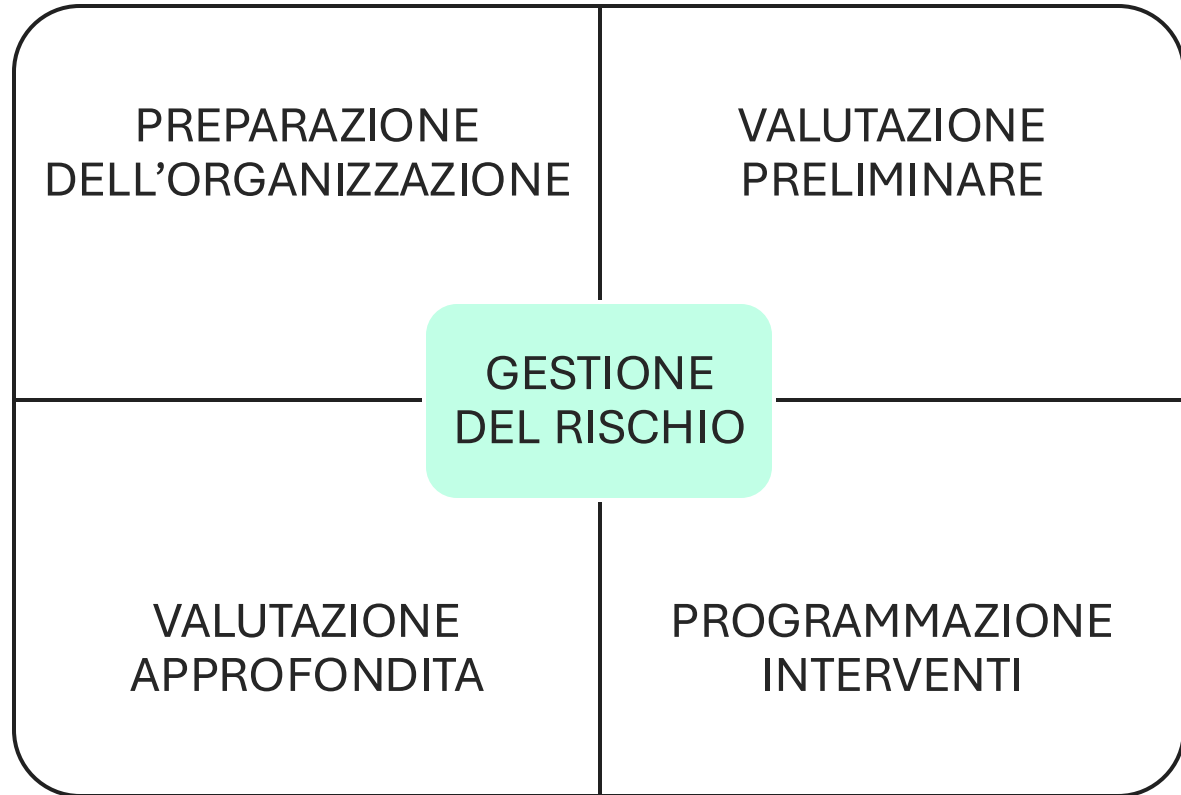 PREPARAZIONE
DELL’ORGANIZZAZIONE
VALUTAZIONE
PRELIMINARE
GESTIONE
DEL RISCHIO
VALUTAZIONE
APPROFONDITA
PROGRAMMAZIONE
INTERVENTI